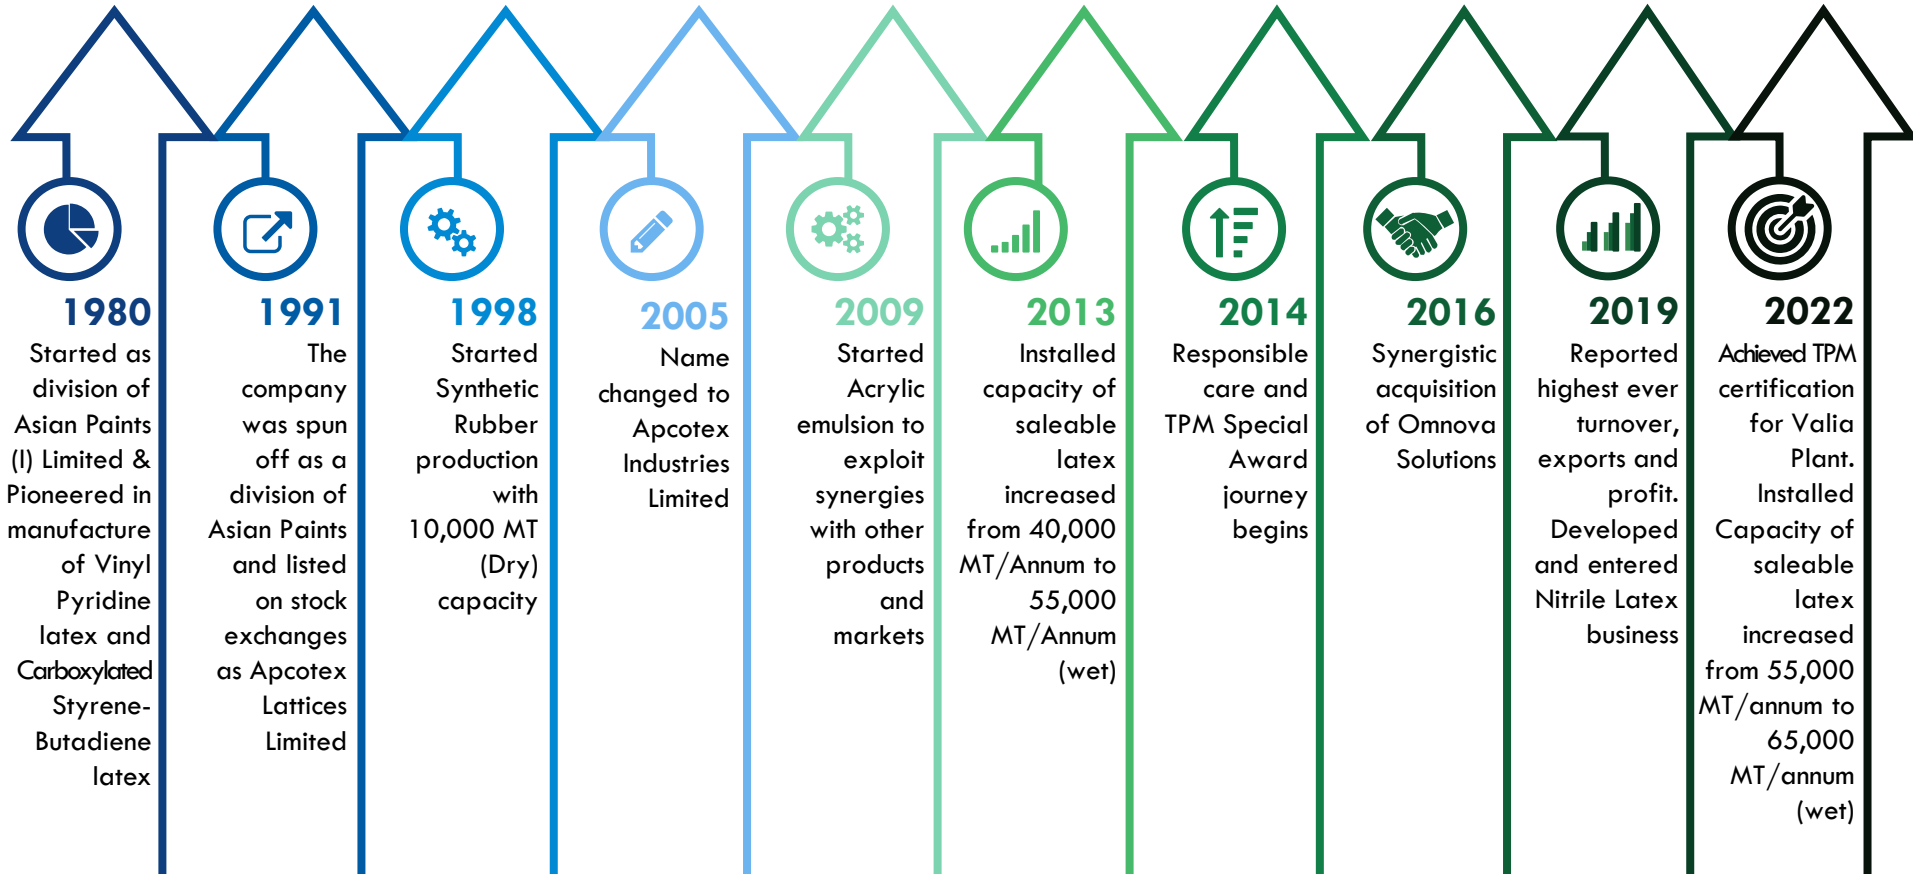 1980
Started as
division of
Asian Paints
(I) Limited &
Pioneered in
manufacture
of Vinyl
Pyridine
latex and
Carboxylated
Styrene-
Butadiene
latex
1991
The
company
was spun
off as a
division of
Asian Paints
and listed
on stock
exchanges
as Apcotex
Lattices
Limited
1998
Started
Synthetic
Rubber
production
with
10,000 MT
(Dry)
capacity
2005
Name
changed to
Apcotex
Industries
Limited
2009
Started
Acrylic
emulsion to
exploit
synergies
with other
products
and
markets
2013
Installed
capacity of
saleable
latex
increased
from 40,000
MT/Annum to
55,000
MT/Annum
(wet)
2014
Responsible
care and
TPM Special
Award
journey
begins
2016
Synergistic
acquisition
of Omnova
Solutions
2019
Reported
highest ever
turnover,
exports and
profit.
Developed
and entered
Nitrile Latex
business
2022
Achieved TPM
certification
for Valia
Plant.
Installed
Capacity of
saleable
latex
increased
from 55,000
MT/annum to
65,000
MT/annum
(wet)